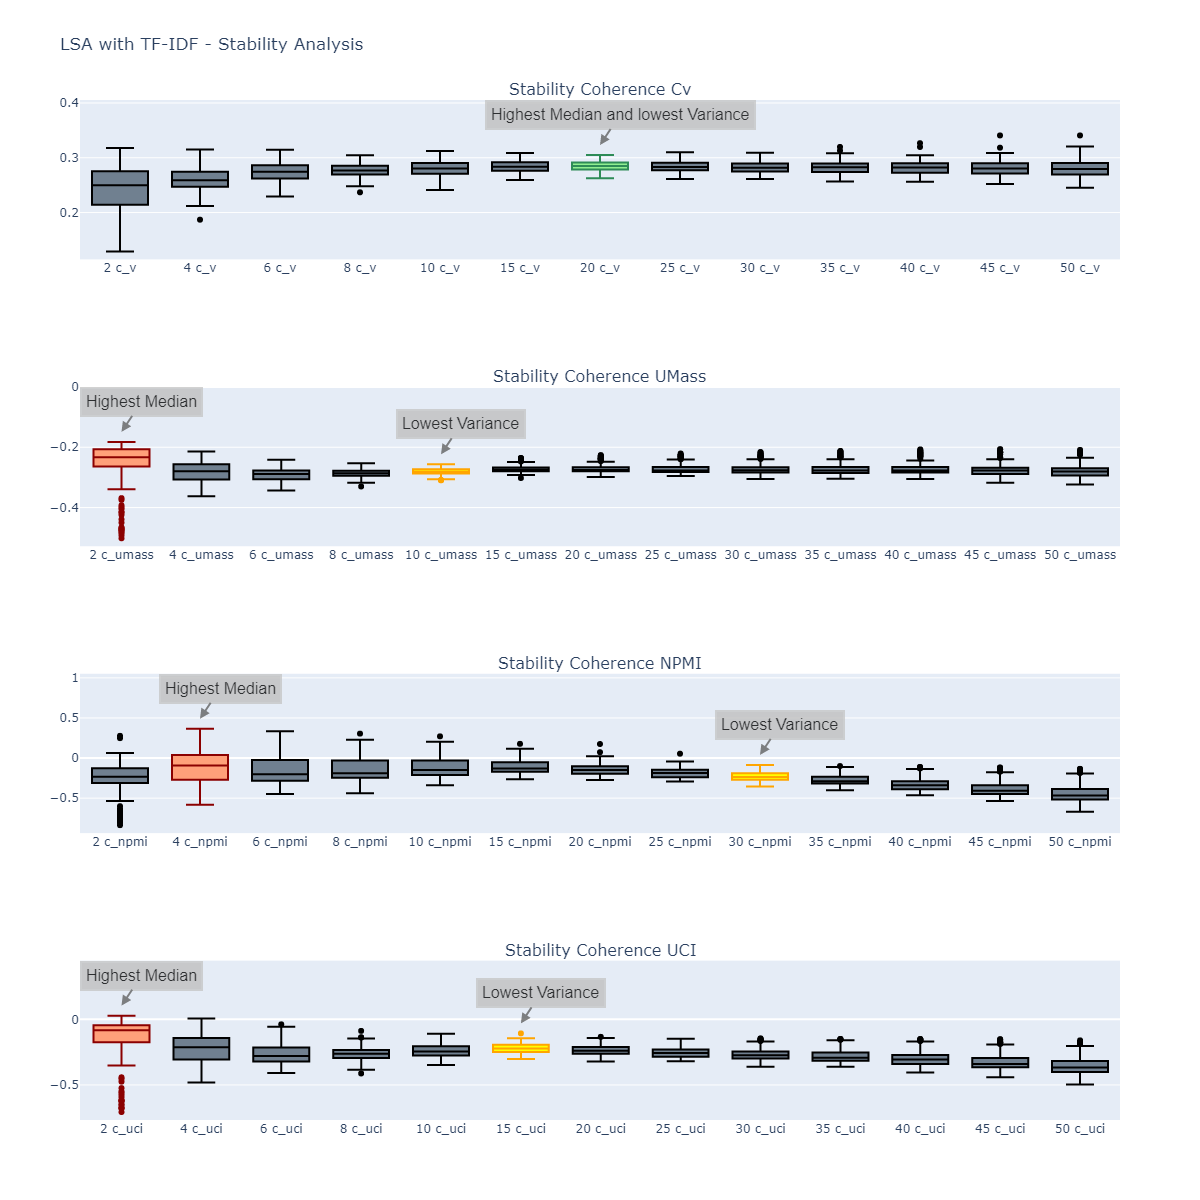 LSA with TF-IDF - Stability Analysis
Stability Coherence Cv
Highest Median and lowest Variance
0.4
0.3
0.2
2 c_v 4 c_v 6 c_v 8 c_v 10 c_v 15 c_v 20 c_v 25 c_v 30 c_v 35 c_v 40 c_v 45 c_v 50 c_v
Stability Coherence UMass
Highest Median
Lowest Variance
0
−0.2
−0.4
2 c_umass 4 c_umass 6 c_umass 8 c_umass 10 c_umass 15 c_umass 20 c_umass 25 c_umass 30 c_umass 35 c_umass 40 c_umass 45 c_umass 50 c_umass
Stability Coherence NPMI
Highest Median
Lowest Variance
1
0.5
0
−0.5
2 c_npmi 4 c_npmi 6 c_npmi 8 c_npmi 10 c_npmi 15 c_npmi 20 c_npmi 25 c_npmi 30 c_npmi 35 c_npmi 40 c_npmi 45 c_npmi 50 c_npmi
Stability Coherence UCI
Highest Median
Lowest Variance
0
−0.5
2 c_uci 4 c_uci 6 c_uci 8 c_uci 10 c_uci 15 c_uci 20 c_uci 25 c_uci 30 c_uci 35 c_uci 40 c_uci 45 c_uci 50 c_uci